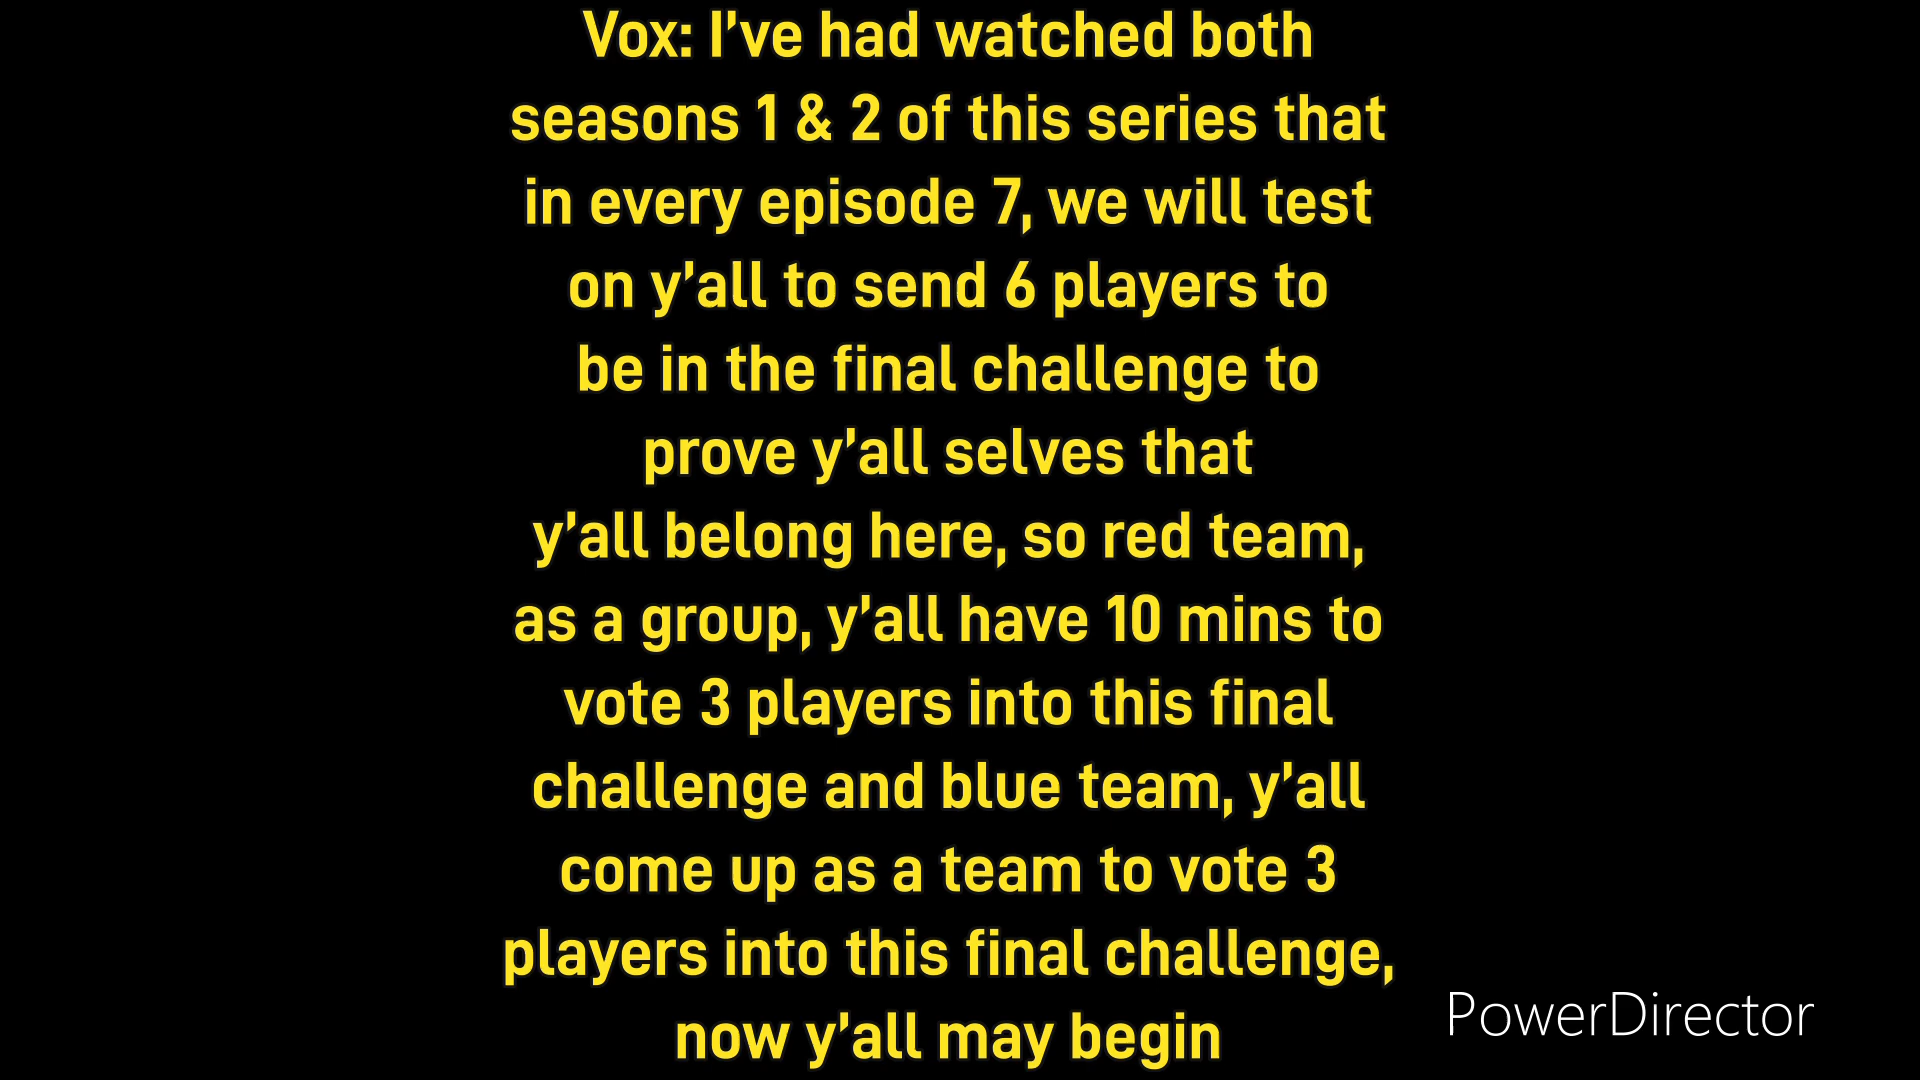 Vox: I've had watched both
seasons 1 & 2 of this series that
in every episode 7, we will test
on y'all to send 6 players to
be in the final challenge to
prove y'all selves that
y'all belong here, so red team,
as a group, y'all have 10 mins to
vote 3 players into this final
challenge and blue team, y'all
come up as a team to vote 3
players into this final challenge,
now y'all may begin
PowerDirector